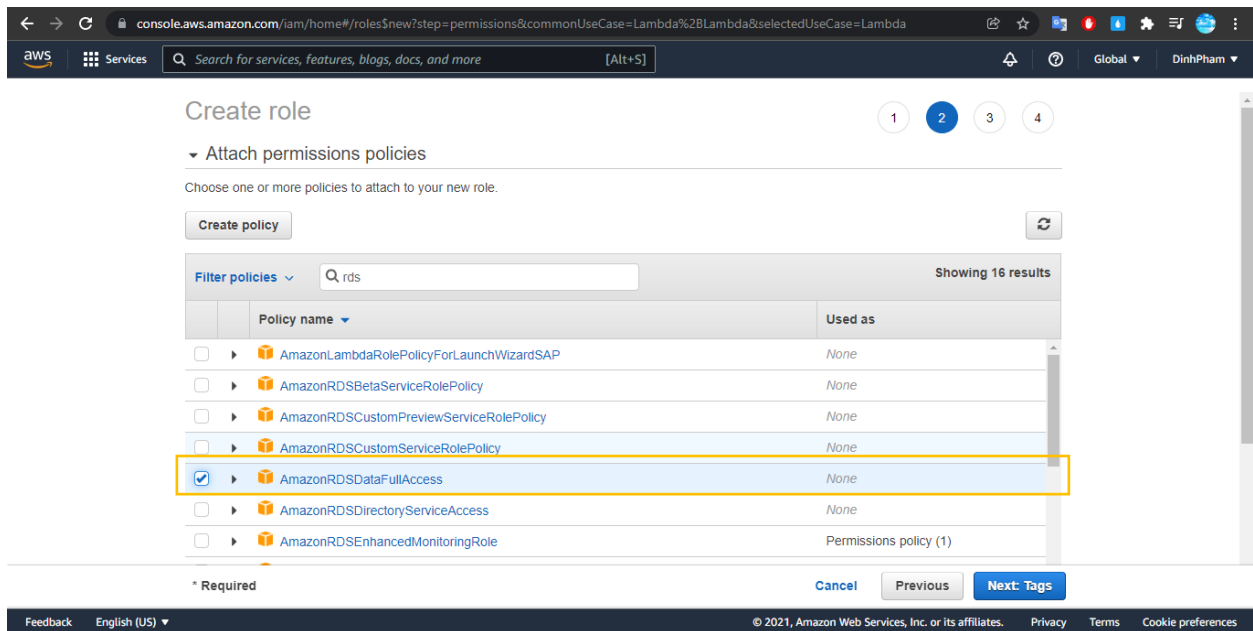 console.aws.amazon.com/iam/home#/roles$new?step=permissions&commonUseCase=Lambda%2BLambda&selectedUseCase=Lambda
aws Services Search for services, features, blogs, docs, and more [Alt+S] Global ▼ DinhPham ▼
Create role 1 2 3 4
Attach permissions policies
Choose one or more policies to attach to your new role.
Create policy
Filter policies rds Showing 16 results
Policy name Used as
AmazonLambdaRolePolicyForLaunchWizardSAP None
AmazonRDSBetaServiceRolePolicy None
AmazonRDSCustomPreviewServiceRolePolicy None
AmazonRDSCustomServiceRolePolicy None
AmazonRDSDataFullAccess None
AmazonRDSDirectoryServiceAccess None
AmazonRDSEnhancedMonitoringRole Permissions policy (1)
* Required Cancel Previous Next: Tags
Feedback English (US) ▼ © 2021, Amazon Web Services, Inc. or its affiliates. Privacy Terms Cookie preferences